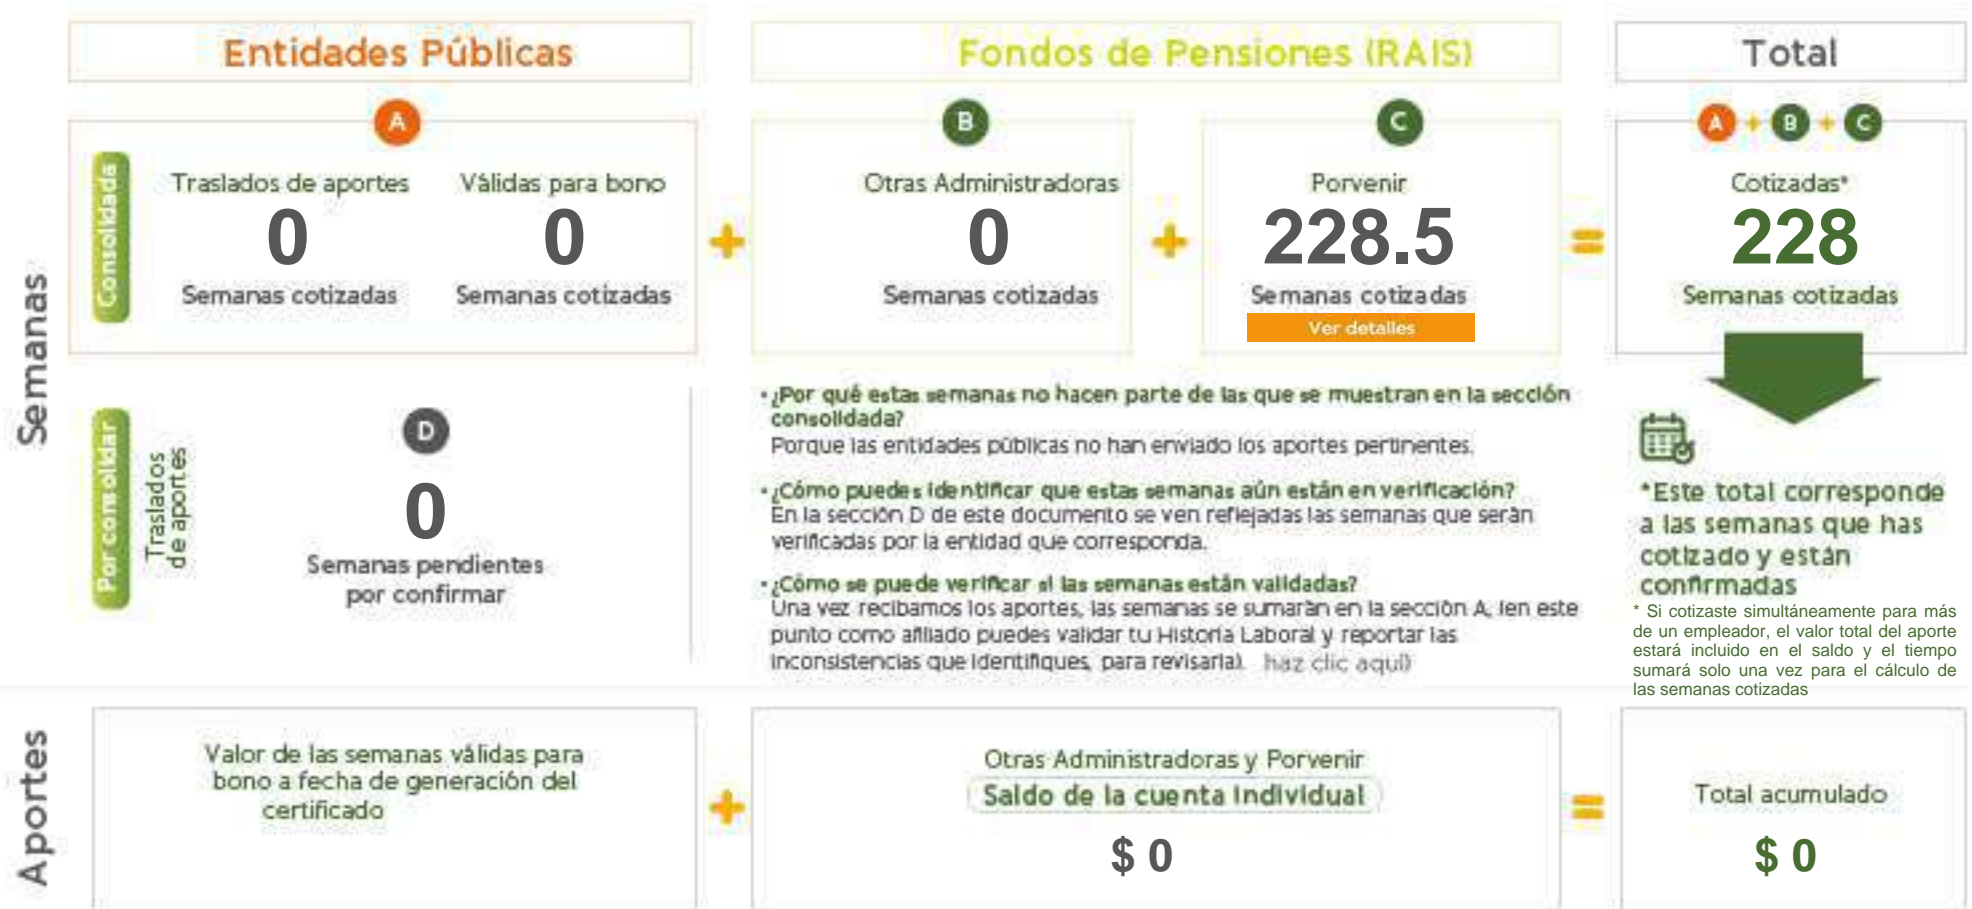 Entidades Públicas
Fondos de Pensiones (RAIS)
Total
Semanas
Consolidada
A
Traslados de aportes
0
Semanas cotizadas
Válidas para bono
0
Semanas cotizadas
+
B
Otras Administradoras
0
Semanas cotizadas
+
C
Porvenir
228.5
Semanas cotizadas
Ver detalles
=
A + B + C
Cotizadas*
228
Semanas cotizadas
Por consolidar
Traslados
de aportes
D
0
Semanas pendientes
por confirmar
• ¿Por qué estas semanas no hacen parte de las que se muestran en la sección
consolidada?
Porque las entidades públicas no han enviado los aportes pertinentes.
• ¿Cómo puedes identificar que estas semanas aún están en verificación?
En la sección D de este documento se ven reflejadas las semanas que serán
verificadas por la entidad que corresponda.
• ¿Cómo se puede verificar si las semanas están validadas?
Una vez recibamos los aportes, las semanas se sumarán en la sección A, (en este
punto como afiliado puedes validar tu Historia Laboral y reportar las
inconsistencias que identifiques, para revisarla). haz clic aquí)
*Este total corresponde
a las semanas que has
cotizado y están
confirmadas
* Si cotizaste simultáneamente para más
de un empleador, el valor total del aporte
estará incluido en el saldo y el tiempo
sumará solo una vez para el cálculo de
las semanas cotizadas
Aportes
Valor de las semanas válidas para
bono a fecha de generación del
certificado
+
Otras Administradoras y Porvenir
Saldo de la cuenta Individual
$ 0
=
Total acumulado
$ 0